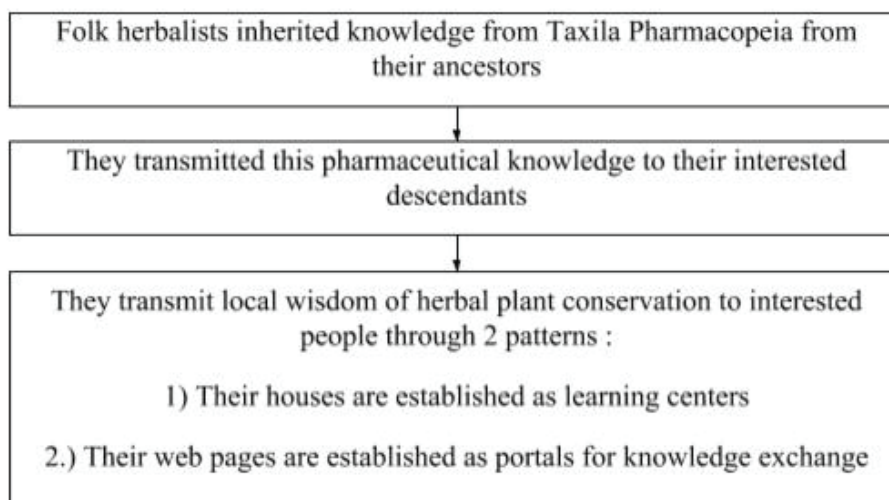 Folk herbalists inherited knowledge from Taxila Pharmacopeia from
their ancestors
They transmitted this pharmaceutical knowledge to their interested
descendants
They transmit local wisdom of herbal plant conservation to interested
people through 2 patterns :
1) Their houses are established as learning centers
2.) Their web pages are established as portals for knowledge exchange